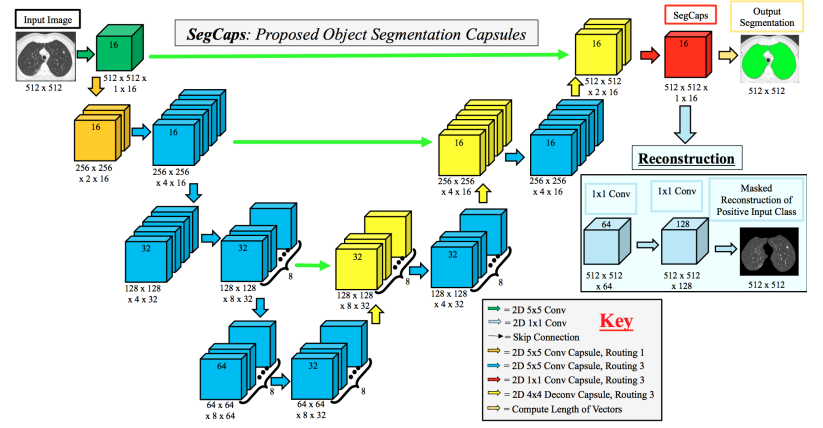 Input Image
512 x 512
16
512 x 512 x
1 x 16
SegCaps: Proposed Object Segmentation Capsules
16
512 x 512
x 2 x 16
SegCaps
16
512 x 512 x
1 x 16
Output
Segmentation
512 x 512
16
256 x 256
x 2 x 16
16
256 x 256
x 4 x 16
16
256 x 256
x 4 x 16
16
256 x 256
x 4 x 16
32
128 x 128
x 4 x 32
32
128 x 128
x 8 x 32
8
32
128 x 128
x 8 x 32
8
32
128 x 128
x 4 x 32
8
64
64 x 64
x 8 x 64
8
32
64 x 64
x 8 x 32
8
Reconstruction
1x1 Conv
64
512 x 512
x 64
1x1 Conv
128
512 x 512
x 128
Masked
Reconstruction of
Positive Input Class
512 x 512
Key
= 2D 5x5 Conv
= 2D 1x1 Conv
= Skip Connection
= 2D 5x5 Conv Capsule, Routing 1
= 2D 5x5 Conv Capsule, Routing 3
= 2D 1x1 Conv Capsule, Routing 3
= 2D 4x4 Deconv Capsule, Routing 3
= Compute Length of Vectors